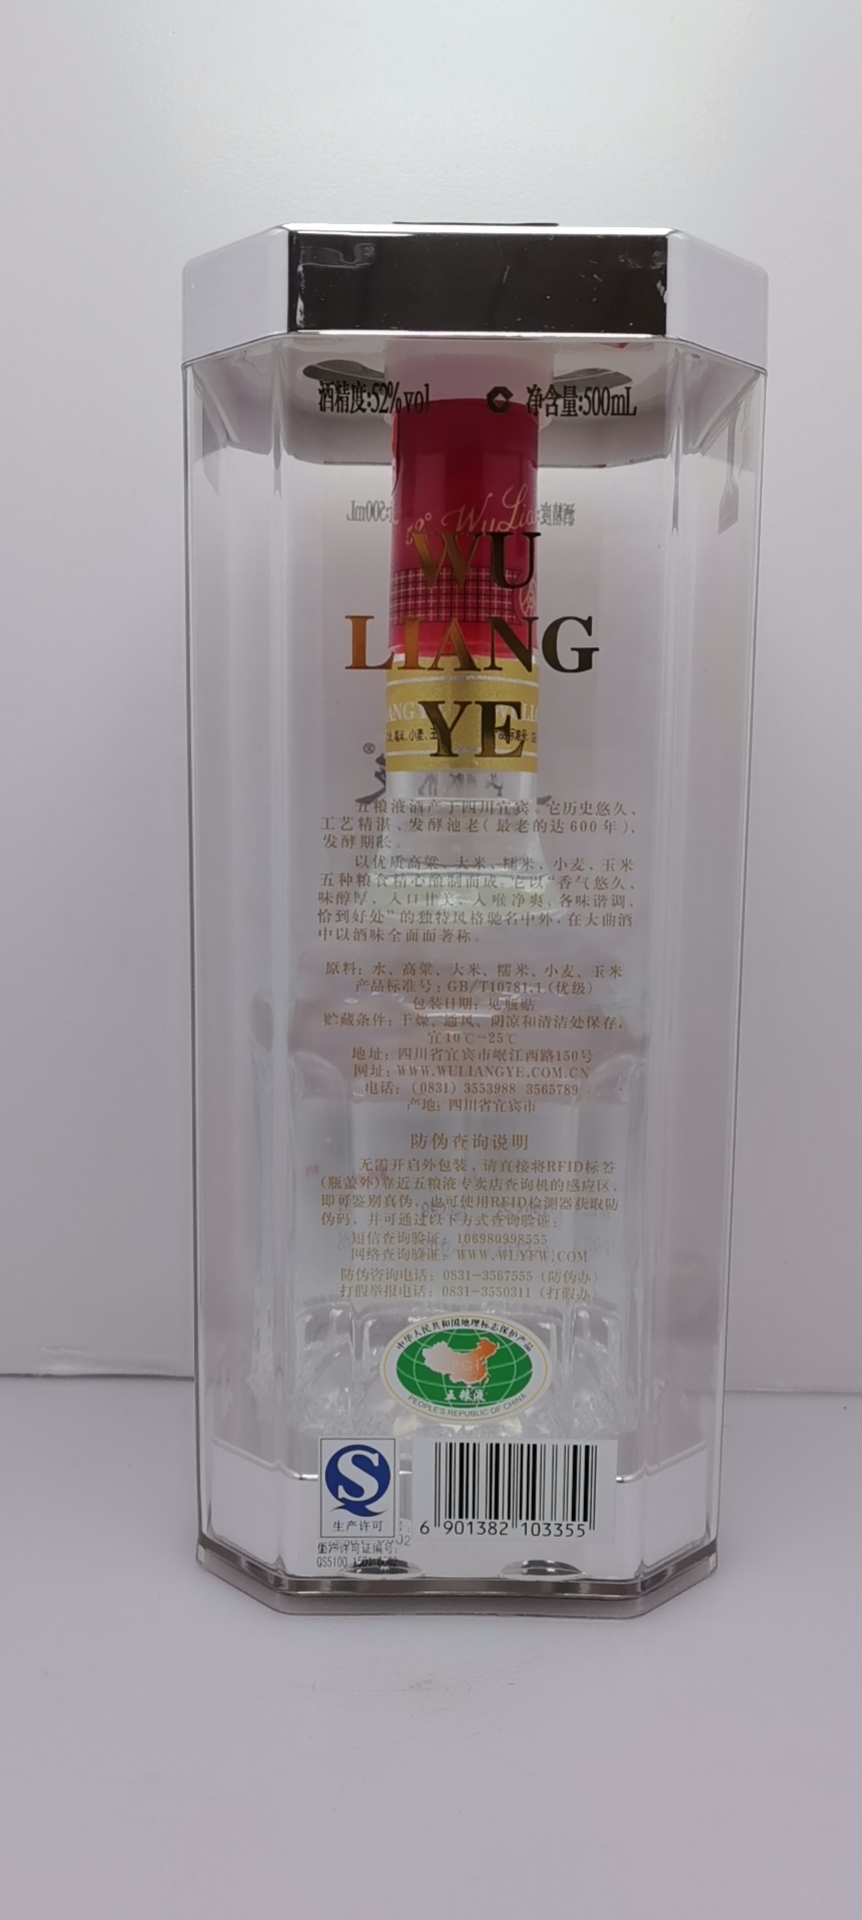 酒精度:52%vol 净含量:500mL
52° WuLia
WU
LIANG
YE
五粮液酒产于四川宜宾。它历史悠久、
工艺精湛、发酵池老(最老的达600年)、
发酵期长。
以优质高粱、大米、糯米、小麦、玉米
五种粮食精心酿制而成。它以“香气悠久、
味醇厚、入口甘美、入喉净爽、各味谐调、
恰到好处”的独特风格驰名中外，在大曲酒
中以酒味全面而著称。
原料：水、高粱、大米、糯米、小麦、玉米
产品标准号：GB/T10781.1(优级)
包装日期：见瓶贴
贮藏条件：干燥、通风、阴凉和清洁处保存，
宜10℃-25℃
地址：四川省宜宾市岷江西路150号
网址：WWW.WULIANGYE.COM.CN
电话：(0831) 3553988 3565789
产地：四川省宜宾市
防伪查询说明
无需开启外包装，请直接将RFID标签
(瓶盖外)靠近五粮液专卖店查询机的感应区，
即可鉴别真伪，也可使用RFID检测器获取防
伪码，并可通过以下方式查询验证：
短信查询验证：106980998555
网络查询验证：WWW.WLYFW.COM
防伪咨询电话：0831-3567555 (防伪办)
打假举报电话：0831-3550311 (打假办)
中华人民共和国地理标志保护产品
PGI
五粮液
PEOPLE'S REPUBLIC OF CHINA
生产许可
6 901382 103355
生产许可证编号:
QS5100 1501